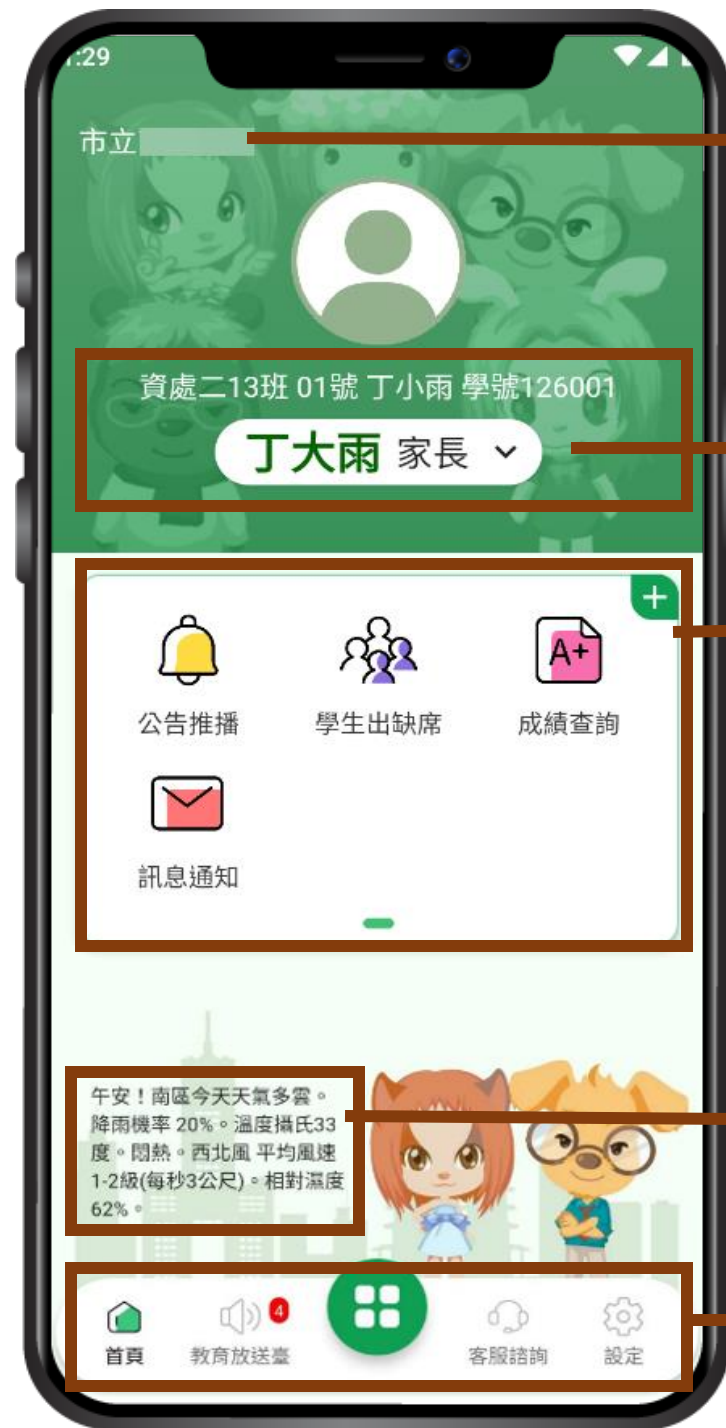 :29
市立
資處二13班 01號 丁小雨 學號126001
丁大雨 家長
A+
公告推播 學生出缺席 成績查詢
訊息通知
午安！南區今天天氣多雲。
降雨機率 20%。溫度攝氏33
度。悶熱。西北風 平均風速
1-2級(每秒3公尺)。相對濕度
62%。
4
首頁 教育放送臺 客服諮詢 設定